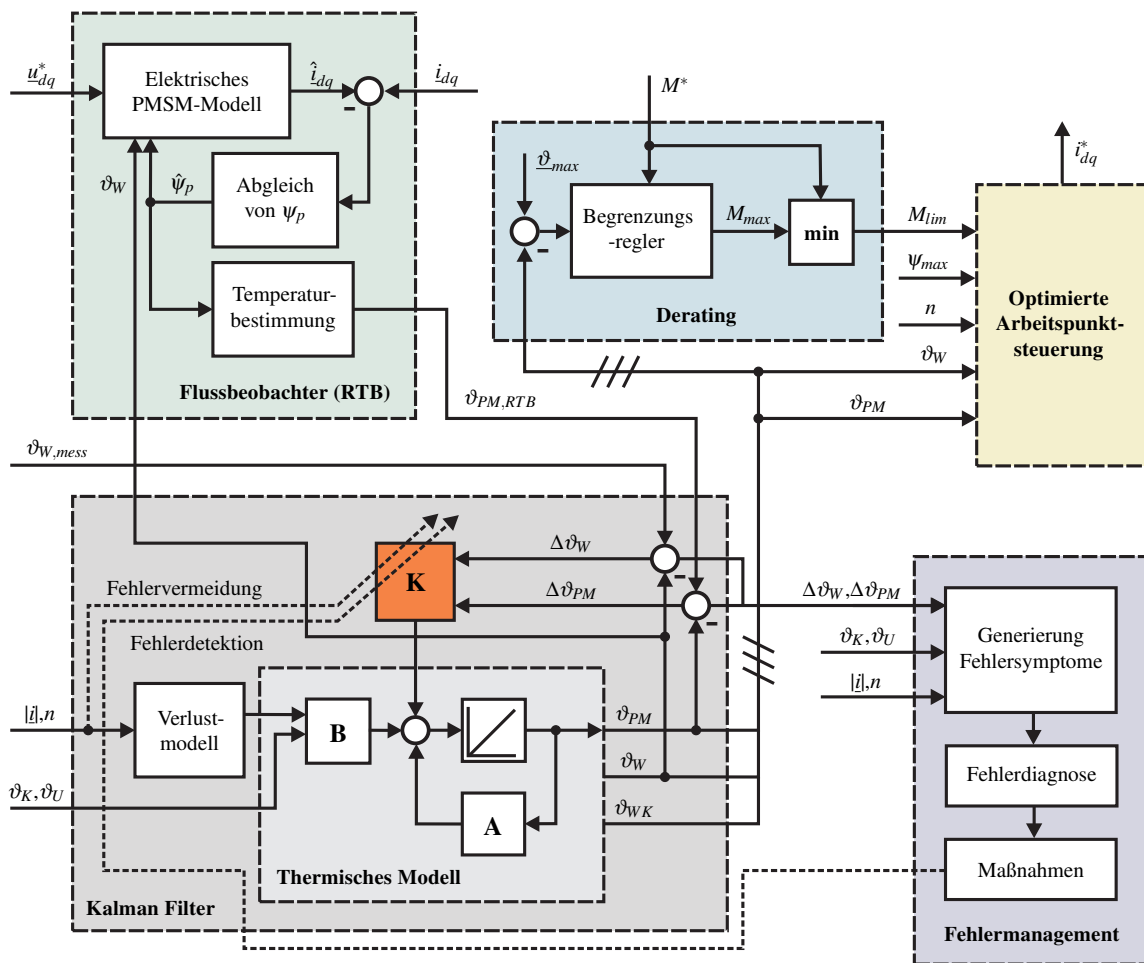 u*dq
Elektrisches
PMSM-Modell
îdq
idq
-
ϑW
ψ̂p
Abgleich
von ψp
Temperatur-
bestimmung
Flussbeobachter (RTB)
M*
ϑmax
-
Begrenzungs
-regler
Mmax
min
Derating
i*dq
Mlim
ψmax
n
ϑW
ϑPM
Optimierte
Arbeitspunkt-
steuerung
ϑPM,RTB
ϑW,mess
K
ΔϑW
-
ΔϑPM
-
Fehlervermeidung
Fehlerdetektion
|i|,n
Verlust-
modell
ϑK,ϑU
B
A
ϑPM
ϑW
ϑWK
Thermisches Modell
Kalman Filter
ΔϑW,ΔϑPM
ϑK,ϑU
|i|,n
Generierung
Fehlersymptome
Fehlerdiagnose
Maßnahmen
Fehlermanagement